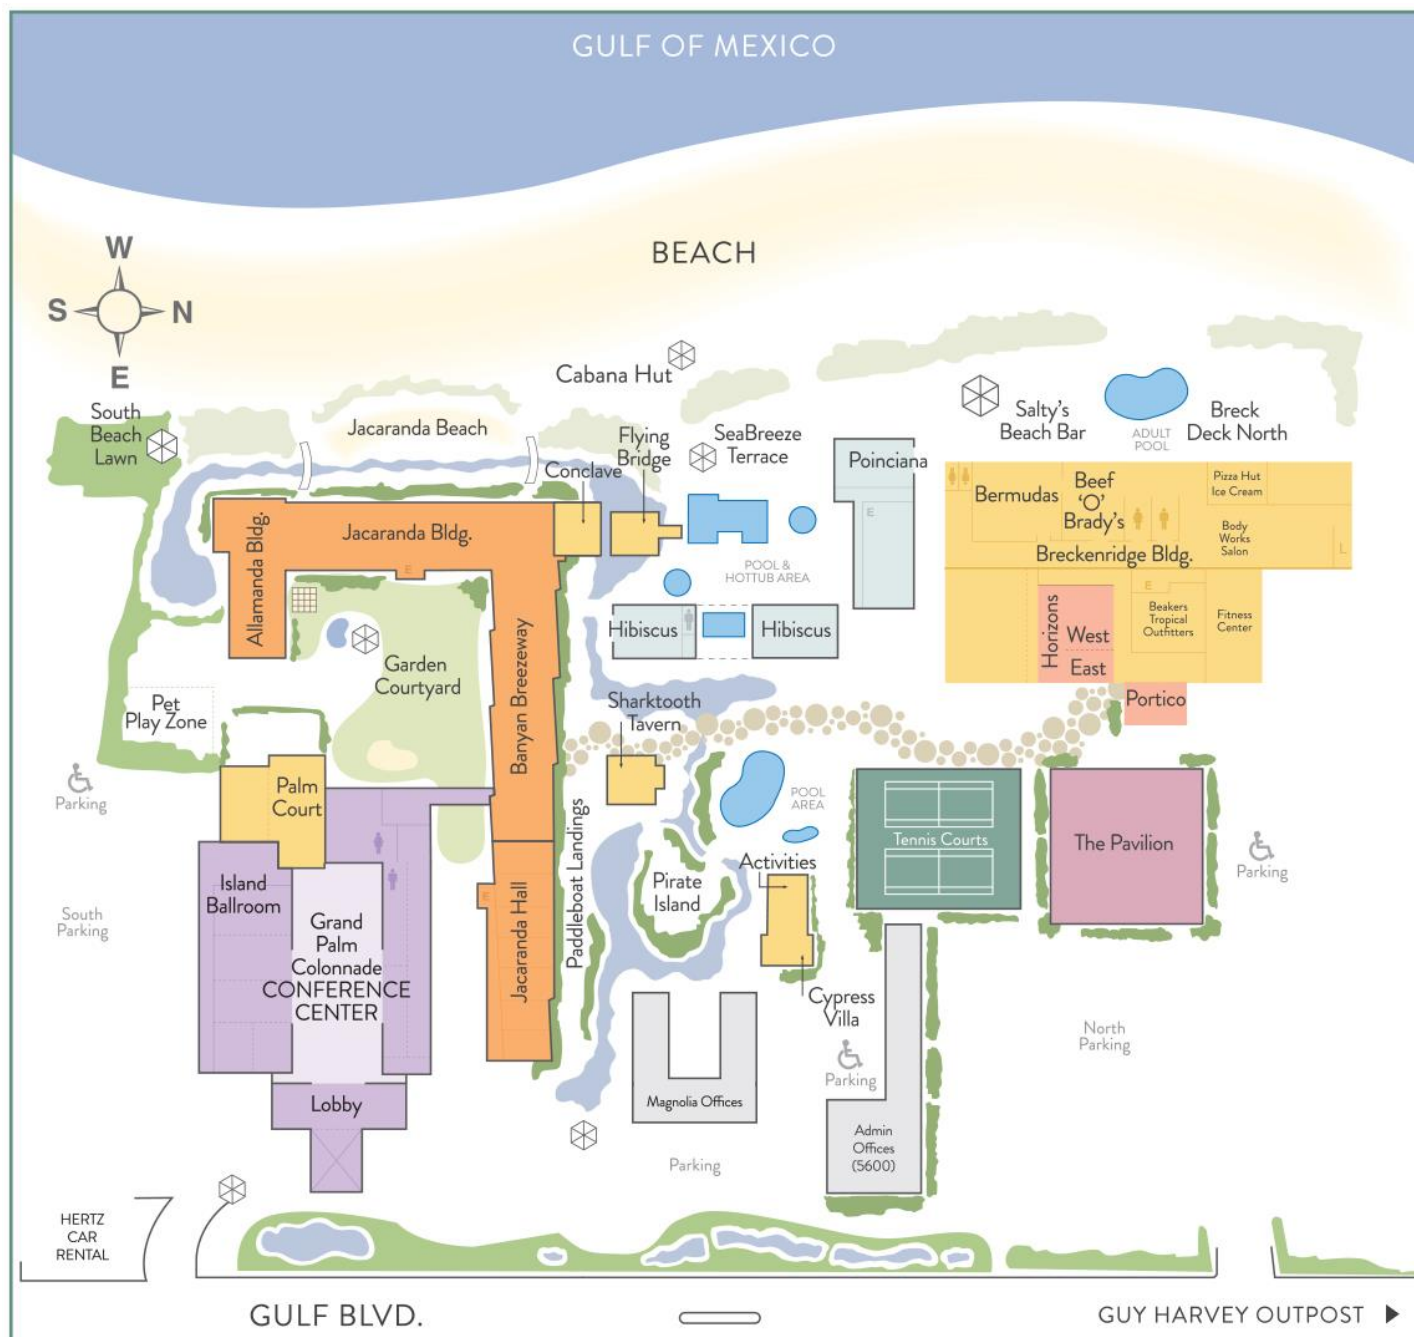 GULF OF MEXICO
BEACH
W
S
N
E
Cabana Hut
South
Beach
Lawn
Jacaranda Beach
Flying
Bridge
Conclave
SeaBreeze
Terrace
Salty's
Beach Bar
ADULT
POOL
Breck
Deck North
Poinciana
E
Bermudas
Beef
'O'
Brady's
Pizza Hut
Ice Cream
Body
Works
Salon
L
Breckenridge Bldg.
Allamanda Bldg.
Jacaranda Bldg.
E
POOL &
HOTTUB AREA
Hibiscus
Hibiscus
Horizons
West
East
E
Beakers
Tropical
Outfitters
Fitness
Center
Portico
Garden
Courtyard
Banyan Breezeway
Sharktooth
Tavern
Pet
Play Zone
Parking
Palm
Court
POOL
AREA
Tennis Courts
The Pavilion
Parking
Paddleboat Landings
Activities
Pirate
Island
Island
Ballroom
South
Parking
Grand
Palm
Colonnade
CONFERENCE
CENTER
E
Jacaranda Hall
Cypress
Villa
Parking
North
Parking
Magnolia Offices
Lobby
Admin
Offices
(5600)
Parking
HERTZ
CAR
RENTAL
GULF BLVD.
GUY HARVEY OUTPOST